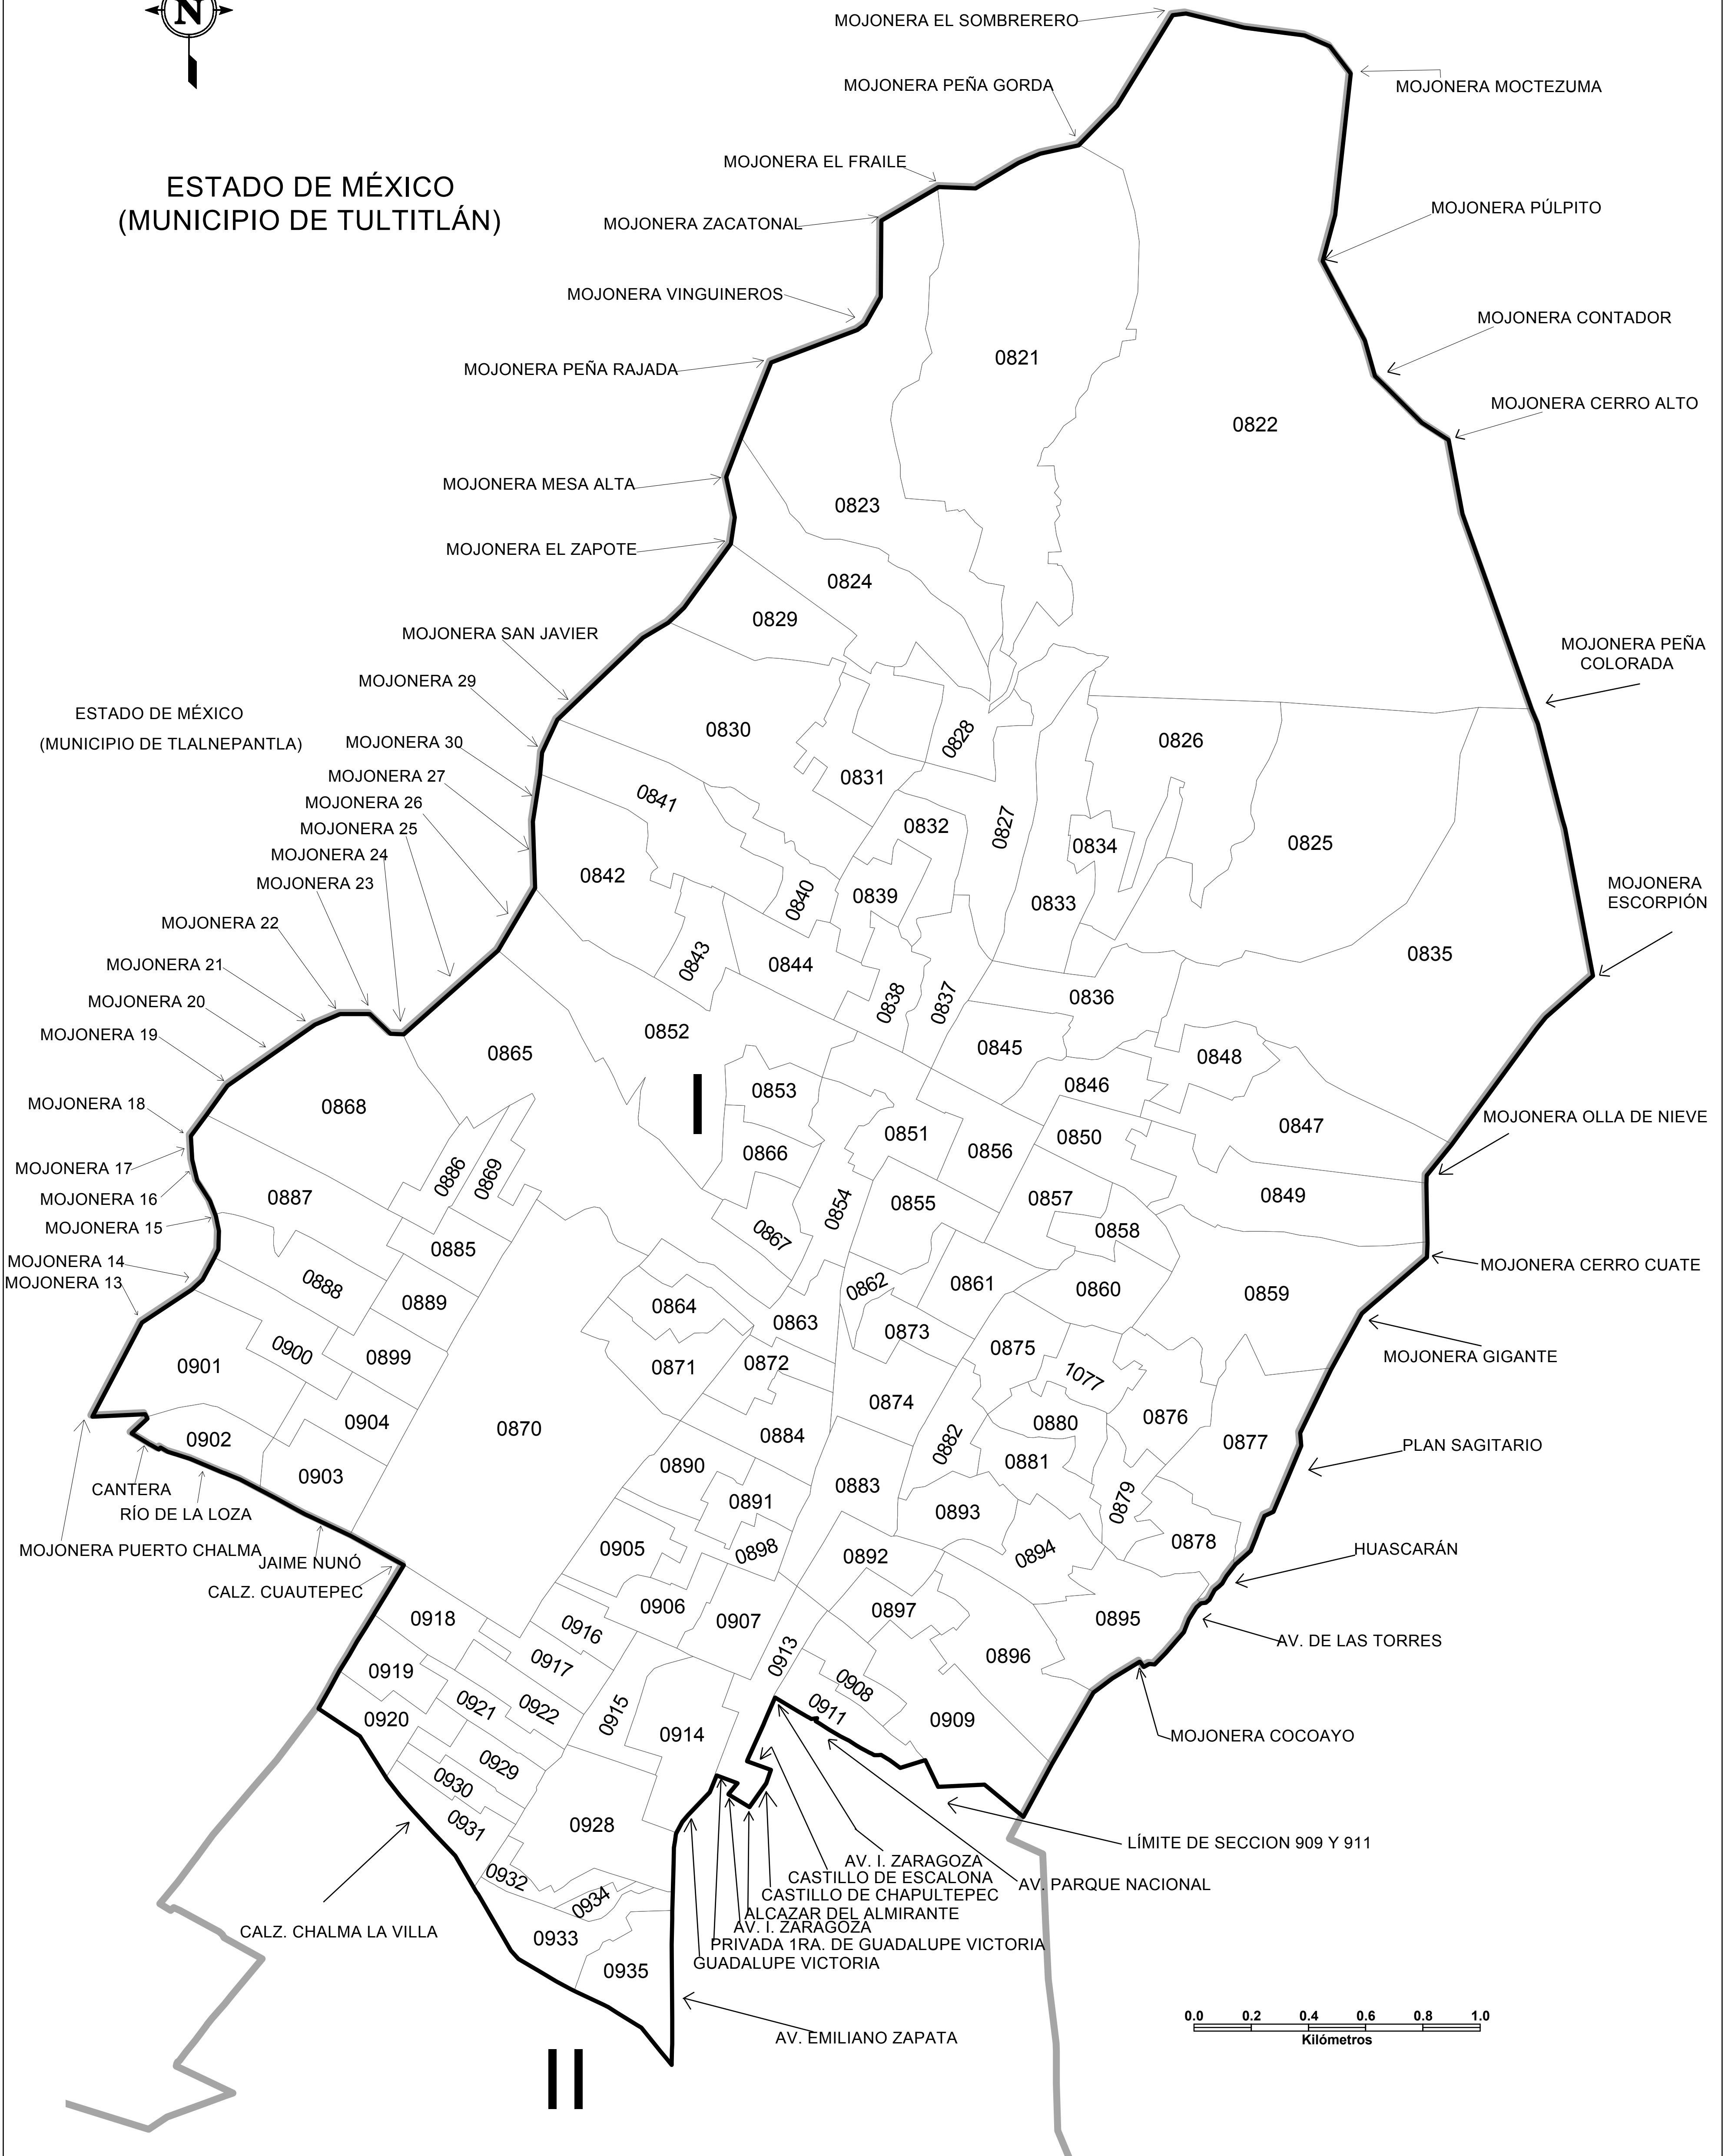 N
MOJONERA EL SOMBRERERO
MOJONERA PEÑA GORDA
MOJONERA MOCTEZUMA
MOJONERA EL FRAILE
ESTADO DE MÉXICO
(MUNICIPIO DE TULTITLÁN)
MOJONERA ZACATONAL
MOJONERA PÚLPITO
MOJONERA VINGUINEROS
MOJONERA CONTADOR
0821
MOJONERA PEÑA RAJADA
MOJONERA CERRO ALTO
0822
MOJONERA MESA ALTA
0823
MOJONERA EL ZAPOTE
0824
0829
MOJONERA SAN JAVIER
MOJONERA PEÑA
COLORADA
MOJONERA 29
ESTADO DE MÉXICO
(MUNICIPIO DE TLALNEPANTLA)
0830
0828
0826
MOJONERA 30
MOJONERA 27
0831
MOJONERA 26
0841
MOJONERA 25
0832
0827
0834
0825
MOJONERA 24
MOJONERA 23
0842
0840
0839
0833
MOJONERA
ESCORPIÓN
MOJONERA 22
MOJONERA 21
0843
0844
0835
MOJONERA 20
0838
0837
0836
MOJONERA 19
0852
0865
0845
0848
I
0853
0846
MOJONERA 18
0868
MOJONERA OLLA DE NIEVE
0851
0850
0847
0866
0856
MOJONERA 17
0886
0869
MOJONERA 16
0887
0854
0855
0857
0849
MOJONERA 15
0867
0858
0885
MOJONERA 14
MOJONERA 13
0888
0862
0861
0860
MOJONERA CERRO CUATE
0889
0864
0859
0863
0873
0900
0899
0875
MOJONERA GIGANTE
0901
0871
0872
1077
0874
0904
0870
0880
0876
0902
0884
0882
0877
PLAN SAGITARIO
0903
0890
0881
CANTERA
0883
0891
0879
RÍO DE LA LOZA
0893
0905
0898
0892
0894
0878
HUASCARÁN
MOJONERA PUERTO CHALMA
JAIME NUNÓ
CALZ. CUAUTEPEC
0918
0916
0906
0907
0897
0895
AV. DE LAS TORRES
0917
0913
0896
0919
0908
0921
0922
0915
0911
0920
0914
0909
MOJONERA COCOAYO
0929
0930
0931
0928
LÍMITE DE SECCION 909 Y 911
AV. I. ZARAGOZA
0932
CASTILLO DE ESCALONA
AV. PARQUE NACIONAL
CASTILLO DE CHAPULTEPEC
0934
ALCAZAR DEL ALMIRANTE
AV. I. ZARAGOZA
CALZ. CHALMA LA VILLA
0933
PRIVADA 1RA. DE GUADALUPE VICTORIA
GUADALUPE VICTORIA
0935
0.0 0.2 0.4 0.6 0.8 1.0
Kilómetros
AV. EMILIANO ZAPATA
II